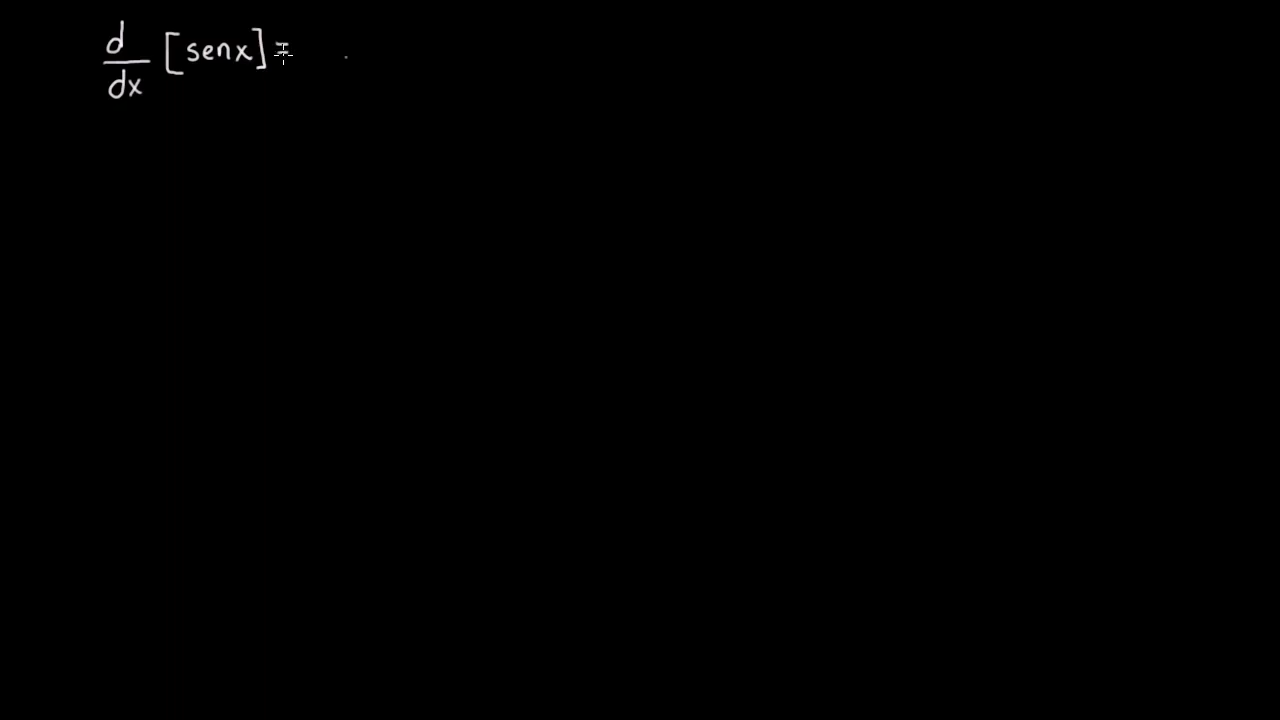 d/dx [senx] =